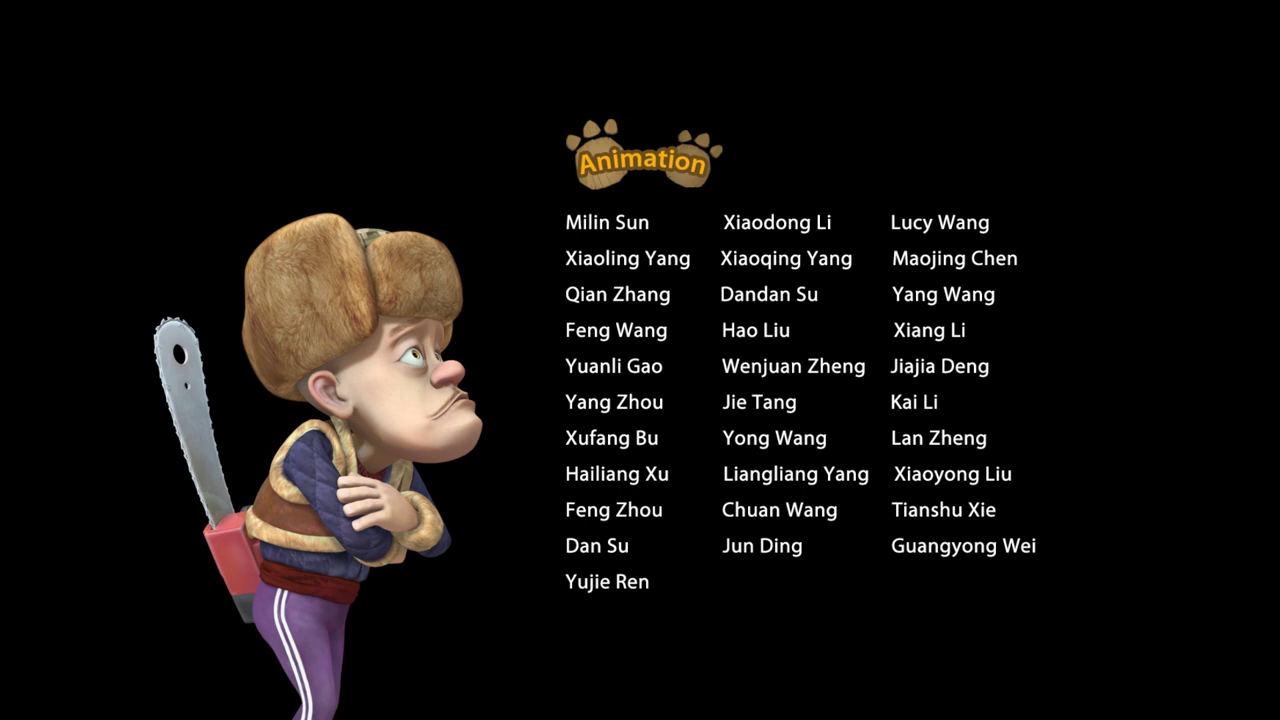 Animation
Milin Sun Xiaodong Li Lucy Wang
Xiaoling Yang Xiaoqing Yang Maojing Chen
Qian Zhang Dandan Su Yang Wang
Feng Wang Hao Liu Xiang Li
Yuanli Gao Wenjuan Zheng Jiajia Deng
Yang Zhou Jie Tang Kai Li
Xufang Bu Yong Wang Lan Zheng
Hailiang Xu Liangliang Yang Xiaoyong Liu
Feng Zhou Chuan Wang Tianshu Xie
Dan Su Jun Ding Guangyong Wei
Yujie Ren